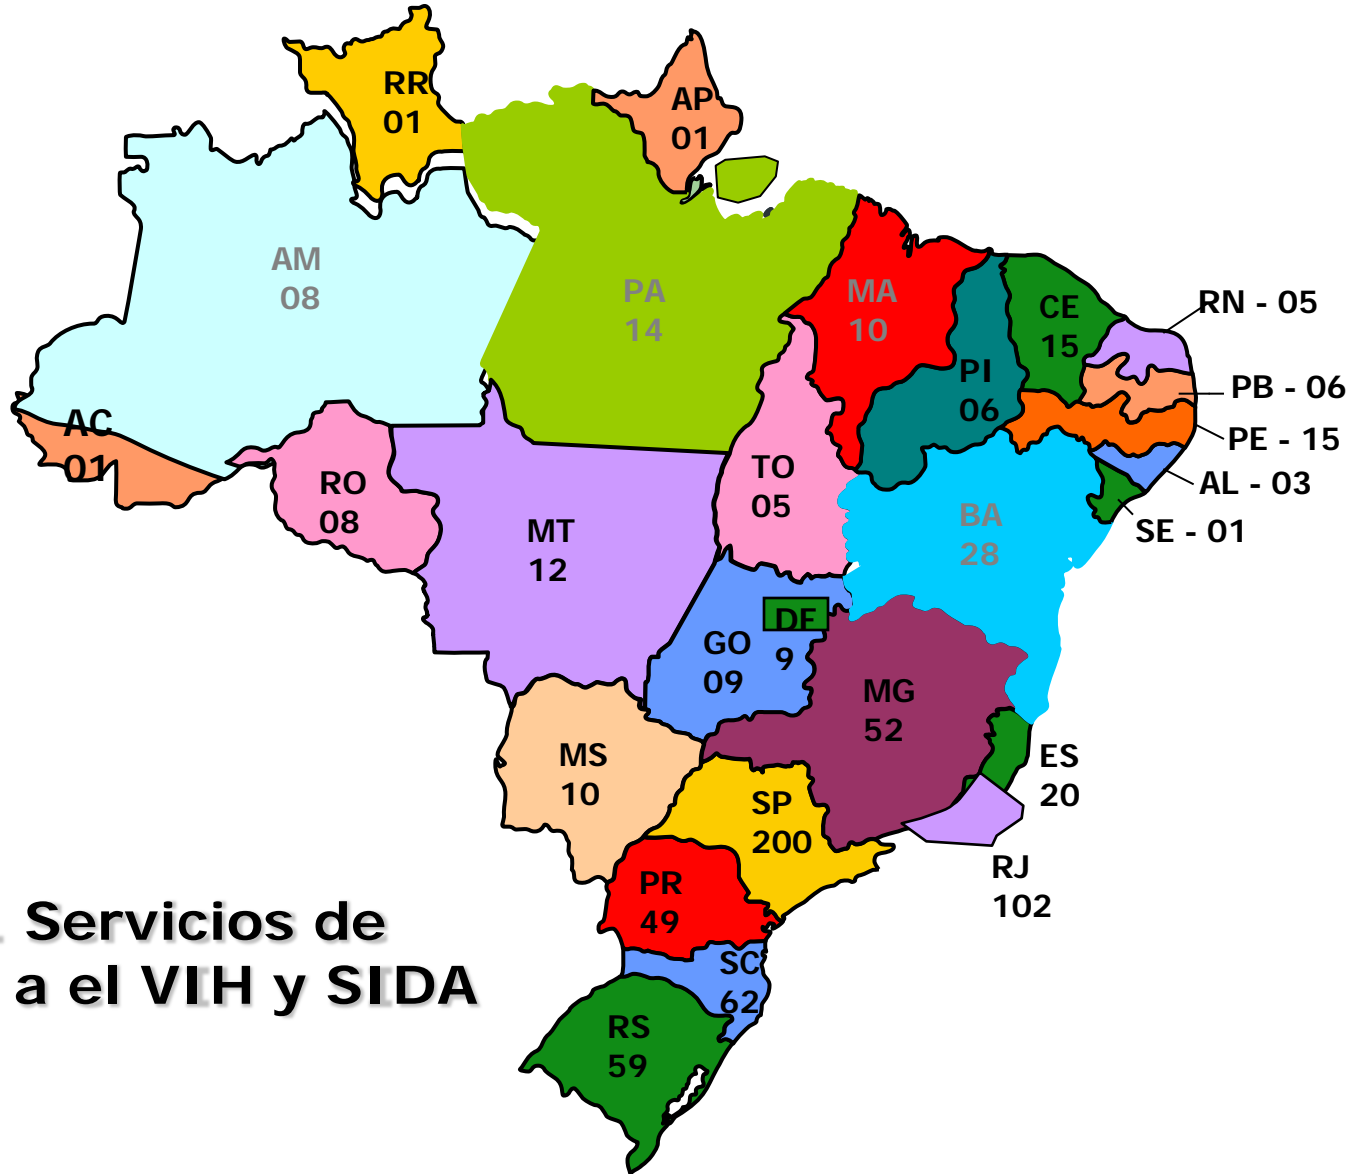 RR
01
AP
01
AM
08
PA
14
MA
10
CE
15
RN - 05
PI
06
PB - 06
PE - 15
AL - 03
SE - 01
AC
01
RO
08
TO
05
MT
12
BA
28
DF
9
GO
09
MG
52
MS
10
ES
20
SP
200
RJ
102
PR
49
SC
62
RS
59
Servicios de
a el VIH y SIDA